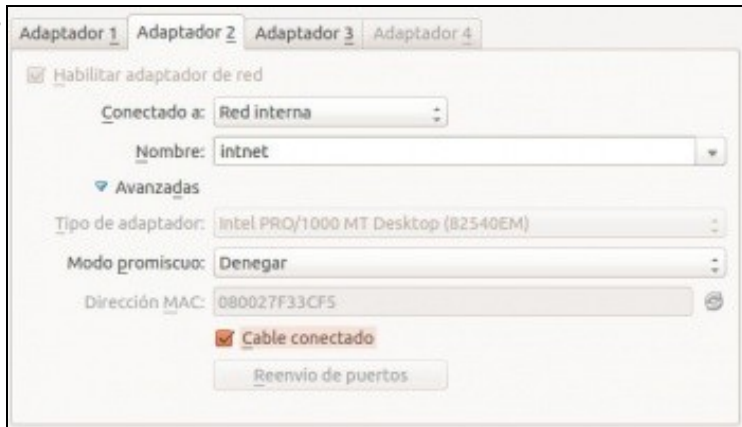 Adaptador 1 Adaptador 2 Adaptador 3 Adaptador 4
Habilitar adaptador de red
Conectado a: Red interna
Nombre: intnet
Avanzadas
Tipo de adaptador: Intel PRO/1000 MT Desktop (82540EM)
Modo promiscuo: Denegar
Dirección MAC: 080027F33CF5
Cable conectado
Reenvio de puertos